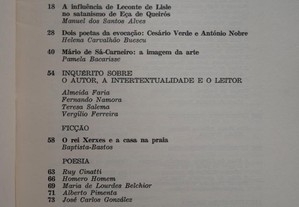 18 A influência de Leconte de Lisle
no satanismo de Eça de Queirós
Manuel dos Santos Alves
28 Dois poetas da evocação: Cesário Verde e António Nobre
Helena Carvalhão Buescu
40 Mário de Sá-Carneiro: a imagem da arte
Pamela Bacarisse
54 INQUÉRITO SOBRE
O AUTOR, A INTERTEXTUALIDADE E O LEITOR
Almeida Faria
Fernando Namora
Teresa Salema
Vergílio Ferreira
FICÇÃO
58 O rei Xerxes e a casa na praia
Baptista-Bastos
POESIA
63 Ruy Cinatti
66 Homero Homem
69 Maria de Lourdes Belchior
71 Alberto Pimenta
73 José Carlos González